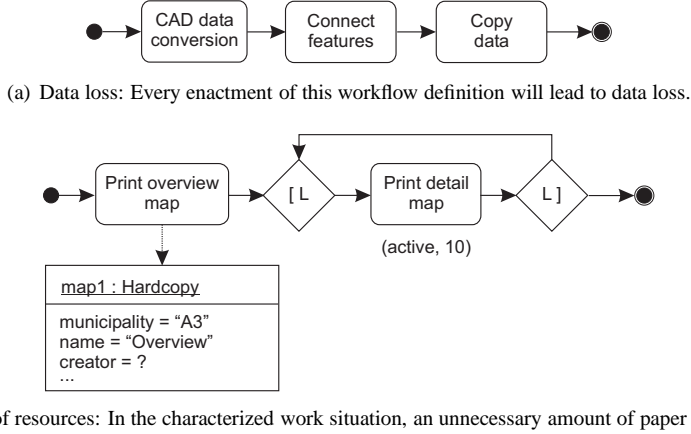 CAD data
conversion
Connect
features
Copy
data
(a) Data loss: Every enactment of this workflow definition will lead to data loss.
Print overview
map
[ L
Print detail
map
L ]
(active, 10)
map1 : Hardcopy
municipality = “A3”
name = “Overview”
creator = ?
...
of resources: In the characterized work situation, an unnecessary amount of paper